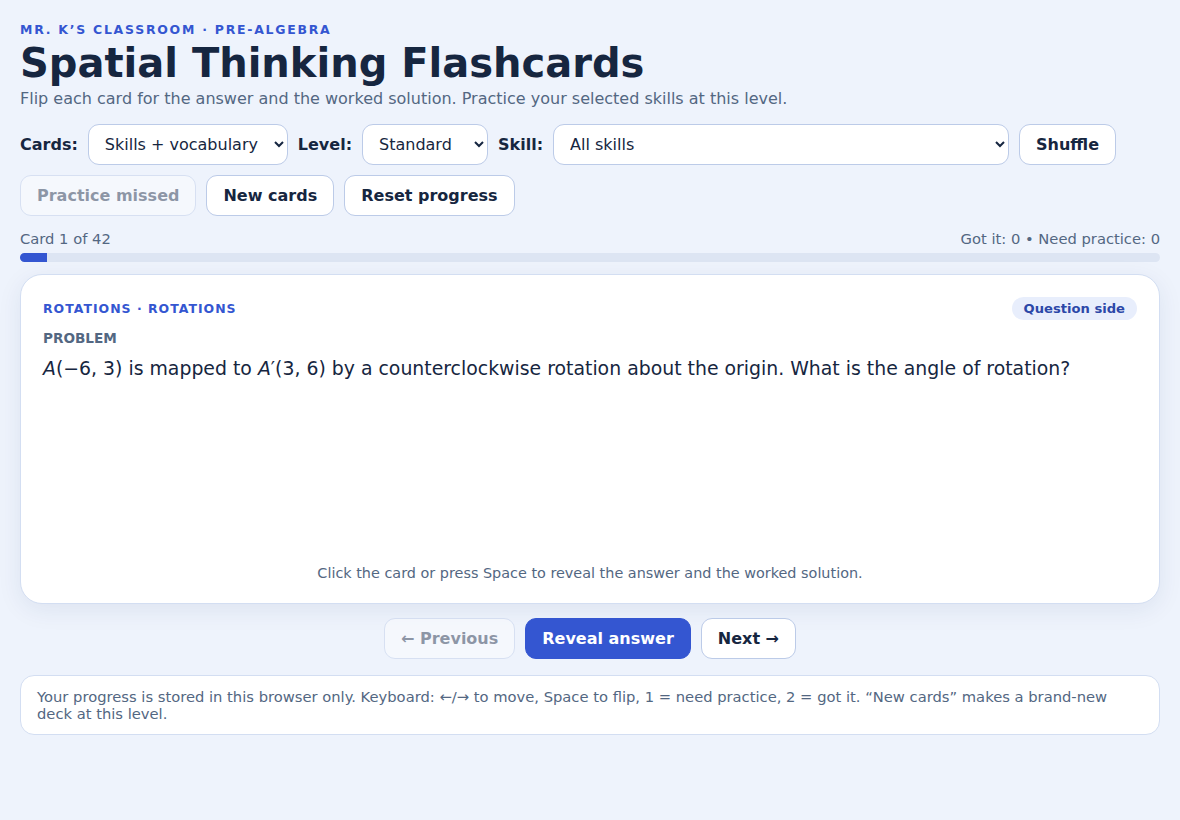 MR. K’S CLASSROOM · PRE-ALGEBRA
Spatial Thinking Flashcards
Flip each card for the answer and the worked solution. Practice your selected skills at this level.
Cards: Skills + vocabulary Level: Standard Skill: All skills Shuffle
Practice missed New cards Reset progress
Card 1 of 42 Got it: 0 • Need practice: 0
ROTATIONS · ROTATIONS Question side
PROBLEM
A(−6, 3) is mapped to A′(3, 6) by a counterclockwise rotation about the origin. What is the angle of rotation?
Click the card or press Space to reveal the answer and the worked solution.
← Previous Reveal answer Next →
Your progress is stored in this browser only. Keyboard: ←/→ to move, Space to flip, 1 = need practice, 2 = got it. “New cards” makes a brand-new
deck at this level.